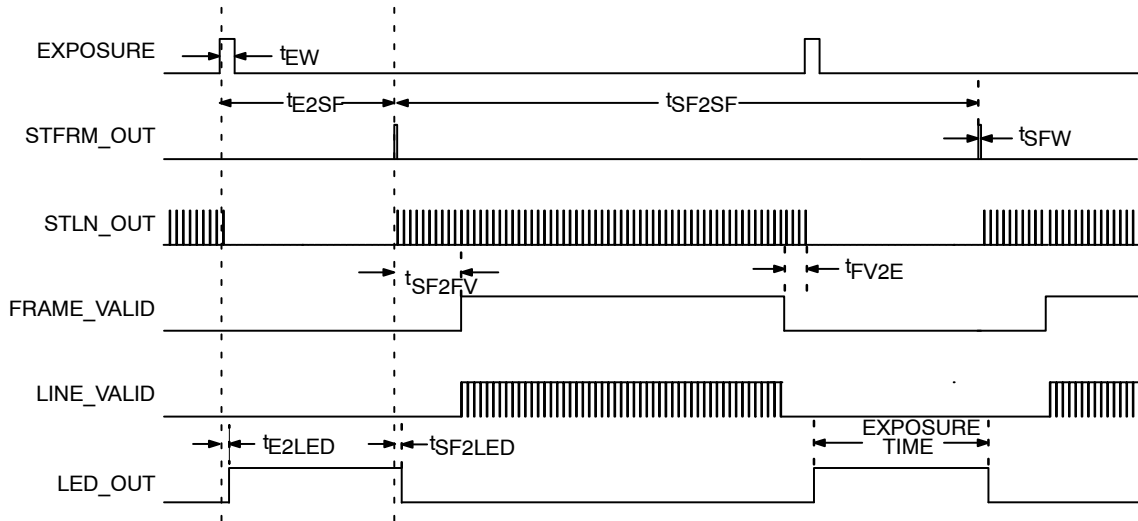 EXPOSURE
tEW
tE2SF
tSF2SF
STFRM_OUT
tSFW
STLN_OUT
tSF2FV
tFV2E
FRAME_VALID
LINE_VALID
tE2LED
tSF2LED
EXPOSURE
TIME
LED_OUT